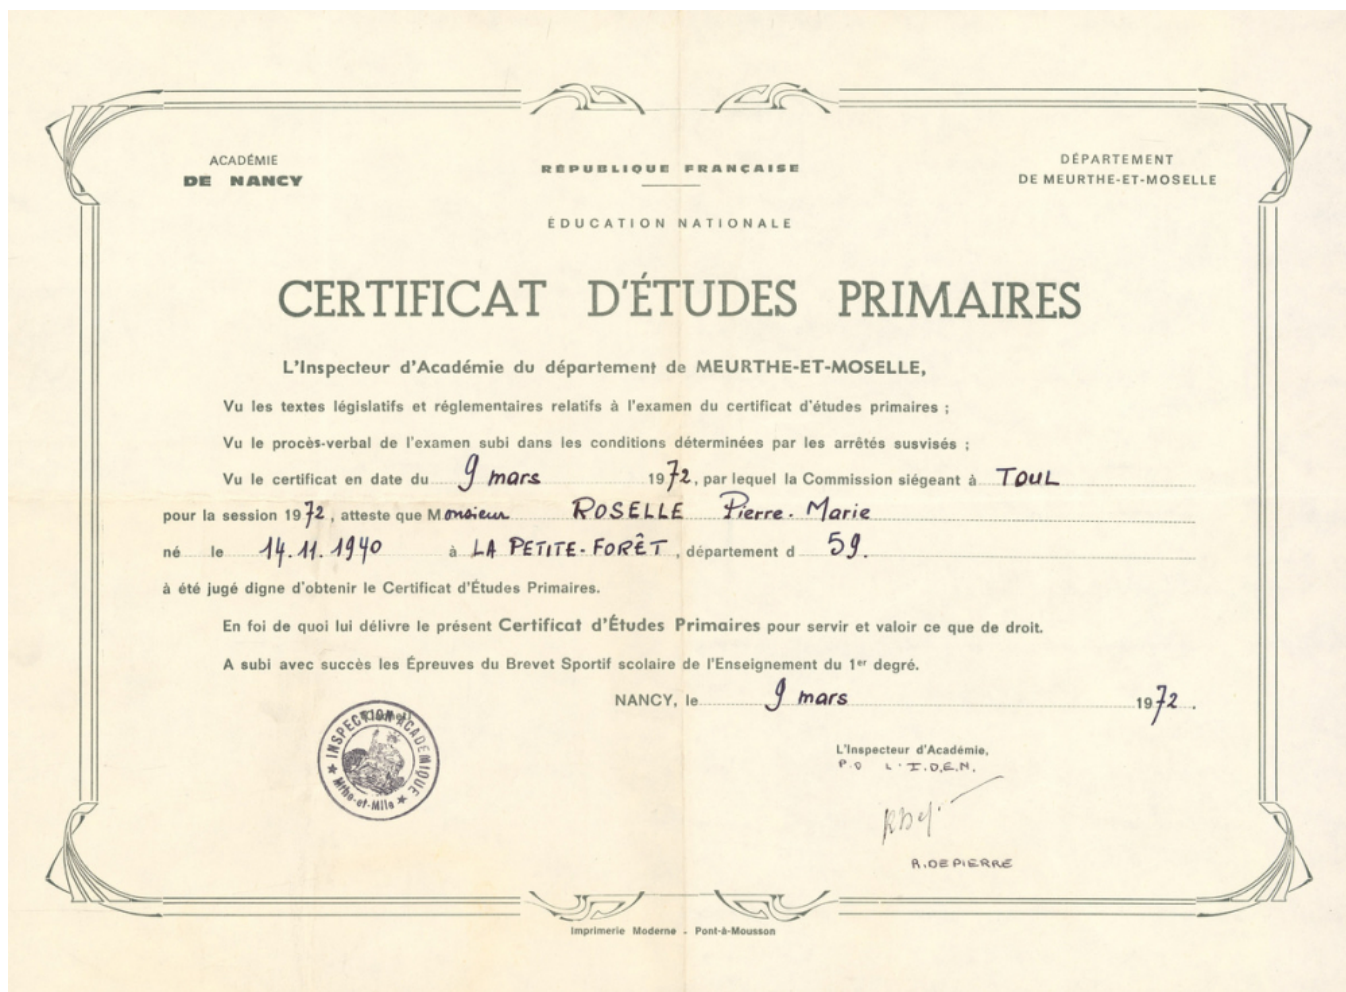 ACADÉMIE
DE NANCY
RÉPUBLIQUE FRANÇAISE
DÉPARTEMENT
DE MEURTHE-ET-MOSELLE
ÉDUCATION NATIONALE
CERTIFICAT D'ÉTUDES PRIMAIRES
L'Inspecteur d'Académie du département de MEURTHE-ET-MOSELLE,
Vu les textes législatifs et réglementaires relatifs à l'examen du certificat d'études primaires ;
Vu le procès-verbal de l'examen subi dans les conditions déterminées par les arrêtés susvisés ;
Vu le certificat en date du 9 mars 1972, par lequel la Commission siégeant à TOUL
pour la session 1972, atteste que Monsieur ROSELLE Pierre-Marie
né le 14.11.1940 à LA PETITE-FORÊT, département d 59.
à été jugé digne d'obtenir le Certificat d'Études Primaires.
En foi de quoi lui délivre le présent Certificat d'Études Primaires pour servir et valoir ce que de droit.
A subi avec succès les Épreuves du Brevet Sportif scolaire de l'Enseignement du 1er degré.
NANCY, le 9 mars 1972.
INSPECTION ACADEMIQUE
Mthe-et-Mlle
L'Inspecteur d'Académie,
P.O L'I.D.E.N.
R. DEPIERRE
Imprimerie Moderne - Pont-à-Mousson